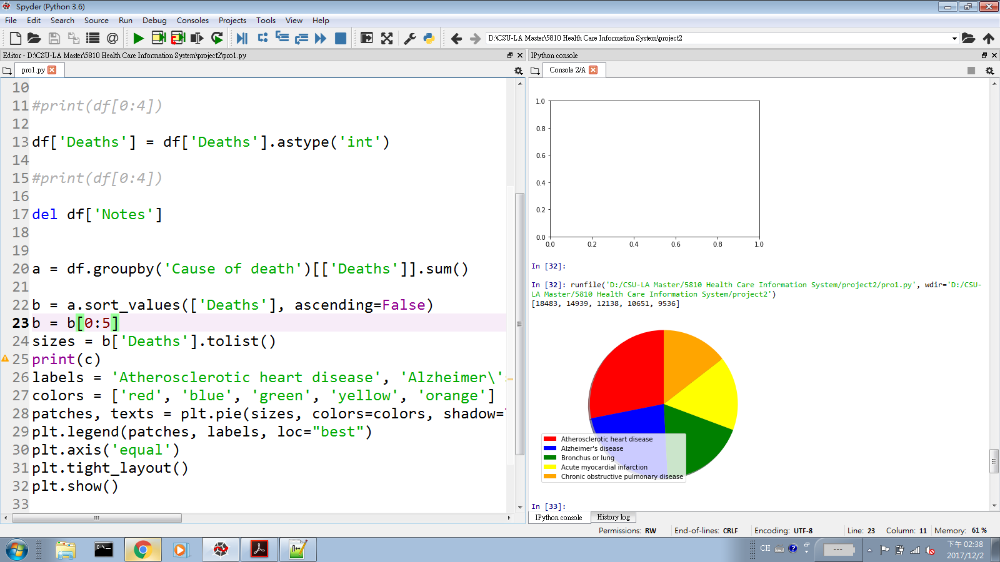 Spyder (Python 3.6)
File Edit Search Source Run Debug Consoles Projects Tools View Help
D:\CSU-LA Master\5810 Health Care Information System\project2
Editor - D:\CSU-LA Master\5810 Health Care Information System\project2\pro1.py
pro1.py
10
11 #print(df[0:4])
12
13 df['Deaths'] = df['Deaths'].astype('int')
14
15 #print(df[0:4])
16
17 del df['Notes']
18
19
20 a = df.groupby('Cause of death')[['Deaths']].sum()
21
22 b = a.sort_values(['Deaths'], ascending=False)
23 b = b[0:5]
24 sizes = b['Deaths'].tolist()
25 print(c)
26 labels = 'Atherosclerotic heart disease', 'Alzheimer\'
27 colors = ['red', 'blue', 'green', 'yellow', 'orange']
28 patches, texts = plt.pie(sizes, colors=colors, shadow=
29 plt.legend(patches, labels, loc="best")
30 plt.axis('equal')
31 plt.tight_layout()
32 plt.show()
33
IPython console
Console 2/A
1.0
0.8
0.6
0.4
0.2
0.0
0.0 0.2 0.4 0.6 0.8 1.0
In [32]:
In [32]: runfile('D:/CSU-LA Master/5810 Health Care Information System/project2/pro1.py', wdir='D:/CSU-
LA Master/5810 Health Care Information System/project2')
[18483, 14939, 12138, 10651, 9536]
Atherosclerotic heart disease
Alzheimer's disease
Bronchus or lung
Acute myocardial infarction
Chronic obstructive pulmonary disease
In [33]:
IPython console History log
Permissions: RW End-of-lines: CRLF Encoding: UTF-8 Line: 23 Column: 11 Memory: 61 %
CH
下午 02:38
2017/12/2